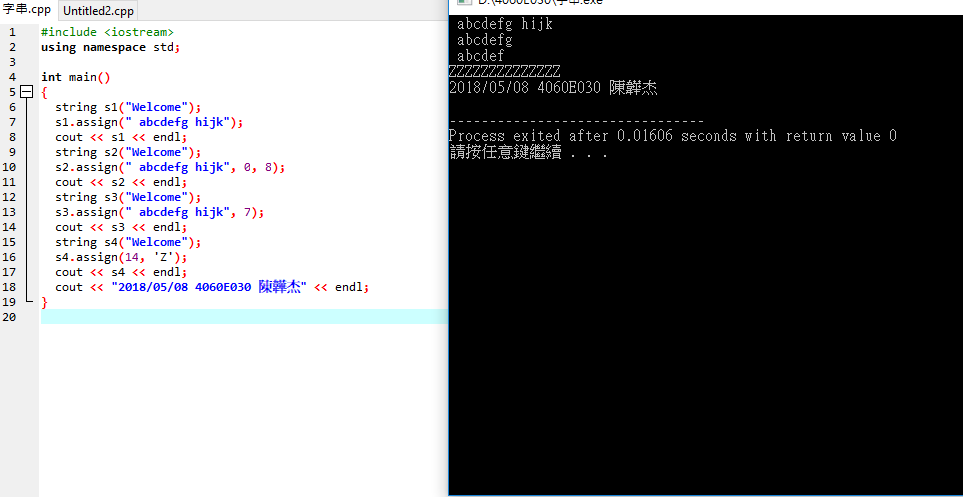 字串.cpp Untitled2.cpp
1 #include <iostream>
2 using namespace std;
3
4 int main()
5 {
6 string s1("Welcome");
7 s1.assign(" abcdefg hijk");
8 cout << s1 << endl;
9 string s2("Welcome");
10 s2.assign(" abcdefg hijk", 0, 8);
11 cout << s2 << endl;
12 string s3("Welcome");
13 s3.assign(" abcdefg hijk", 7);
14 cout << s3 << endl;
15 string s4("Welcome");
16 s4.assign(14, 'Z');
17 cout << s4 << endl;
18 cout << "2018/05/08 4060E030 陳韡杰" << endl;
19 }
20
D:\4060E030\字串.exe
abcdefg hijk
abcdefg
abcdef
ZZZZZZZZZZZZZZ
2018/05/08 4060E030 陳韡杰
--------------------------------
Process exited after 0.01606 seconds with return value 0
請按任意鍵繼續 . . .